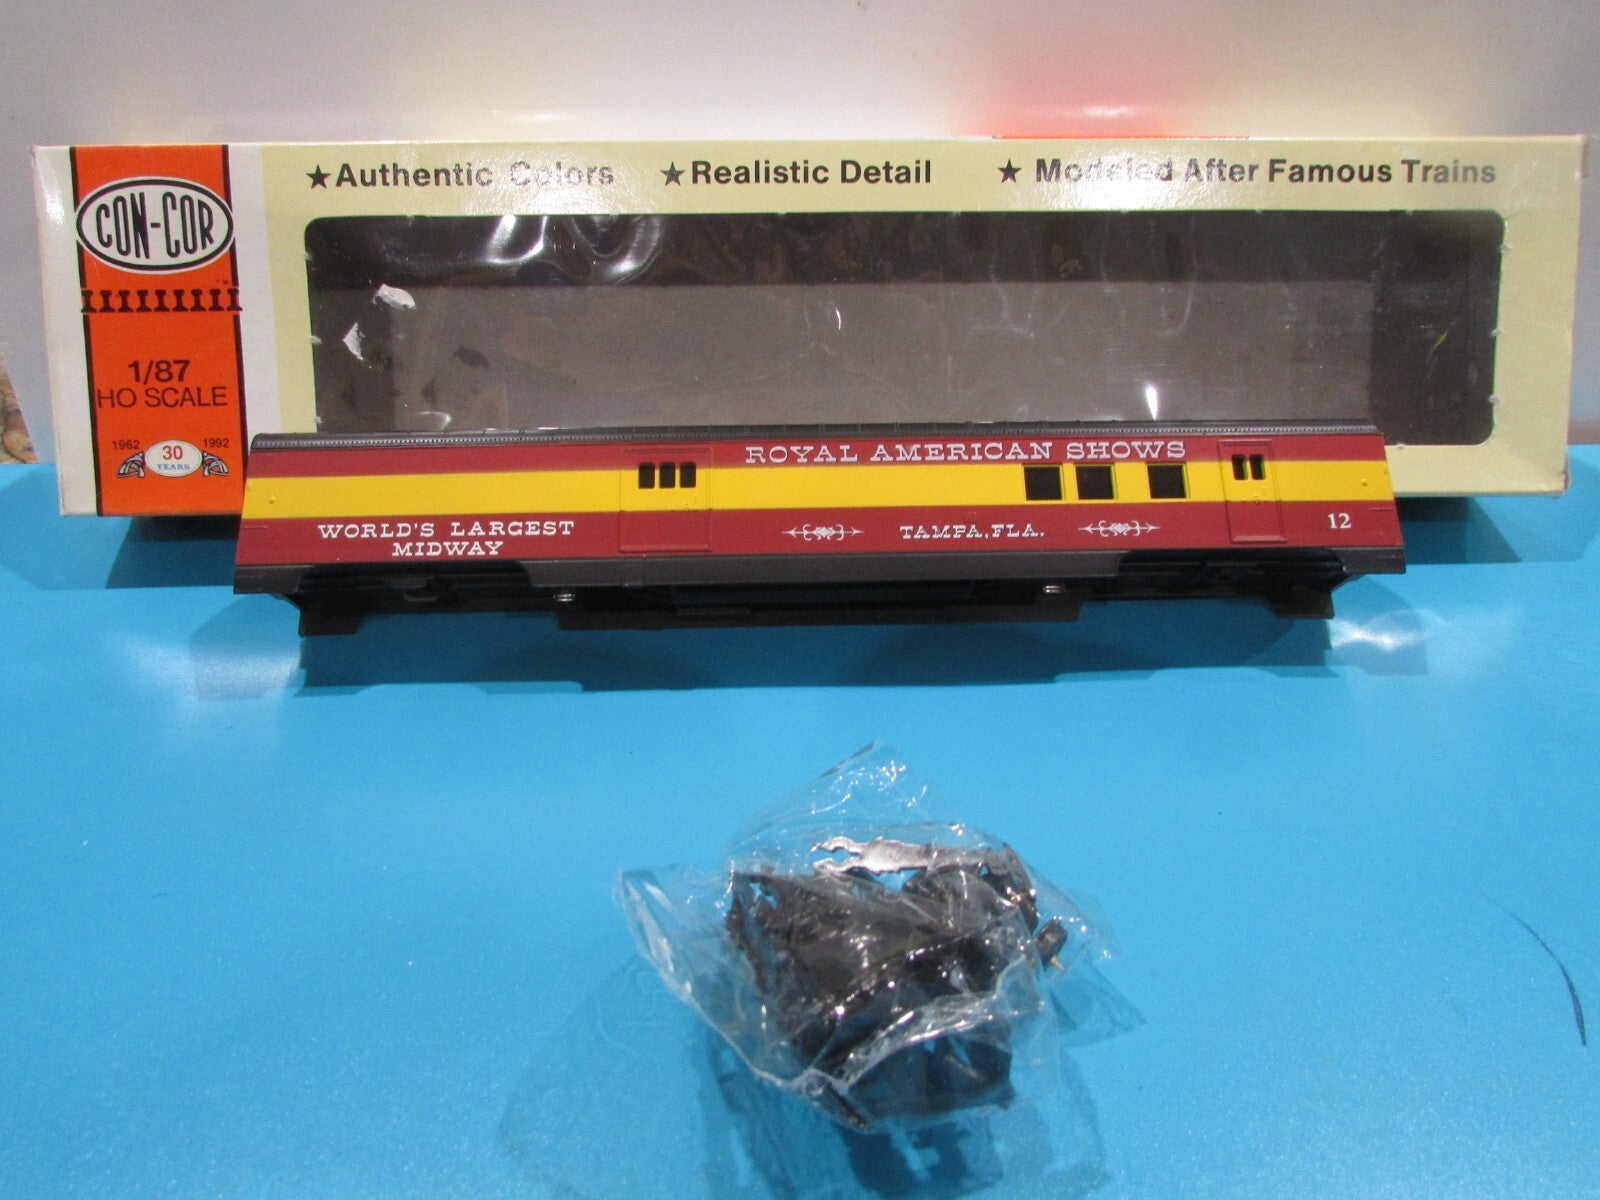 ★Authentic Colors ★Realistic Detail ★ Modeled After Famous Trains
CON-COR
™
1/87
HO SCALE
1962 30 1992
YEARS
ROYAL AMERICAN SHOWS
WORLD'S LARGEST
MIDWAY
TAMPA, FLA.
12